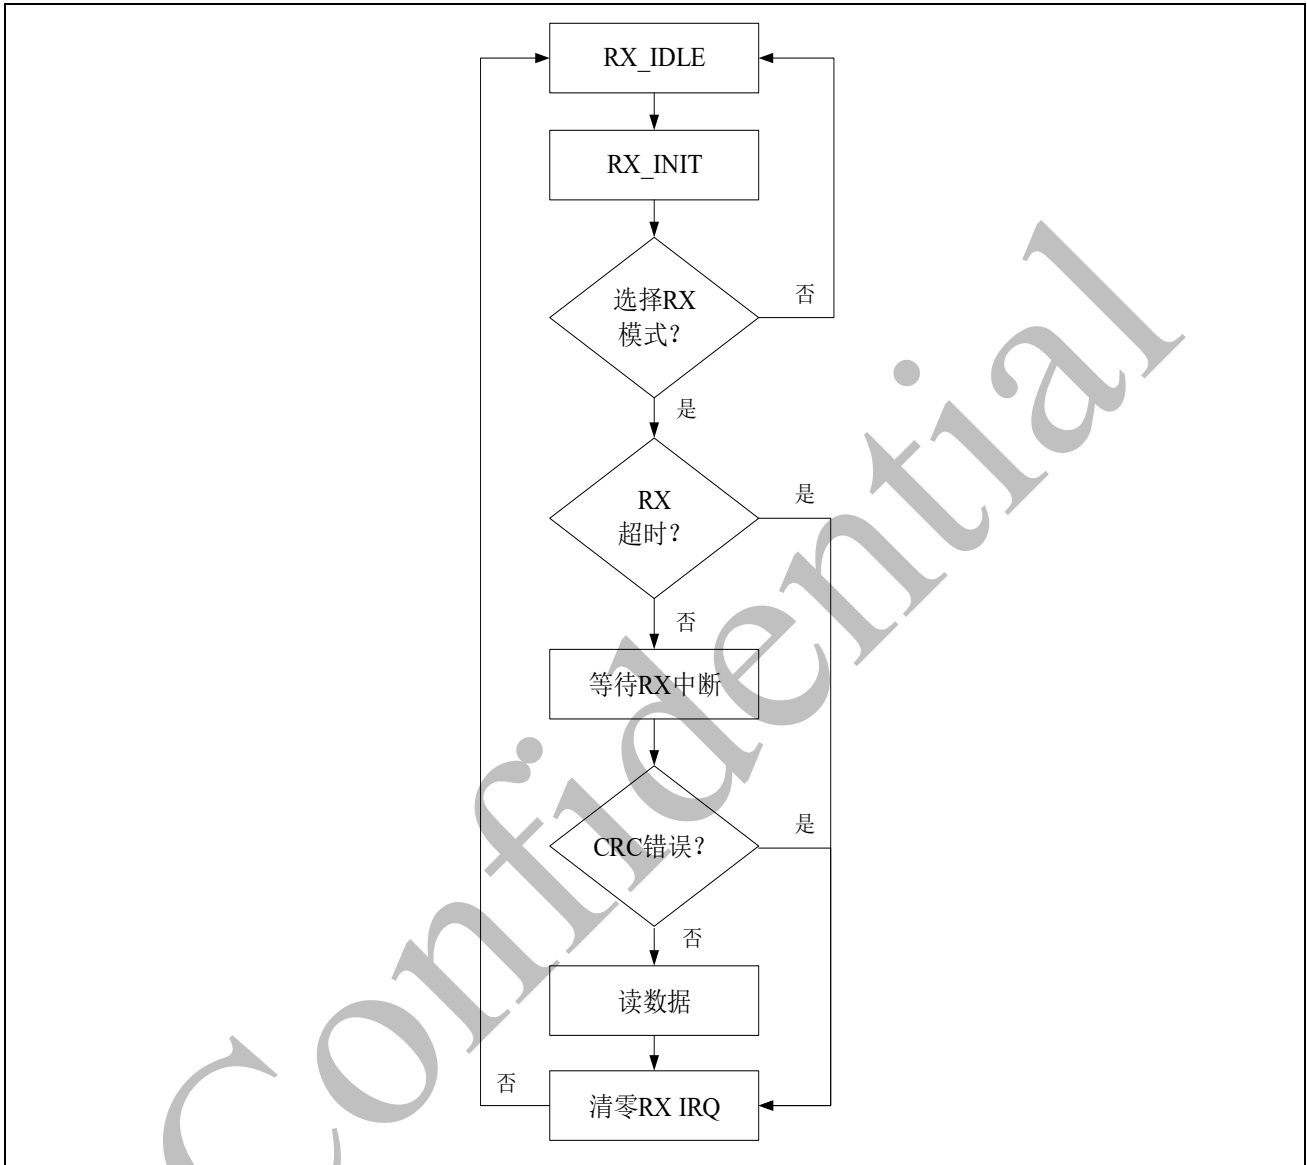 RX_IDLE
RX_INIT
选择RX
模式?
否
是
RX
超时?
是
否
等待RX中断
CRC错误?
是
否
读数据
清零RX IRQ
否
Confidential